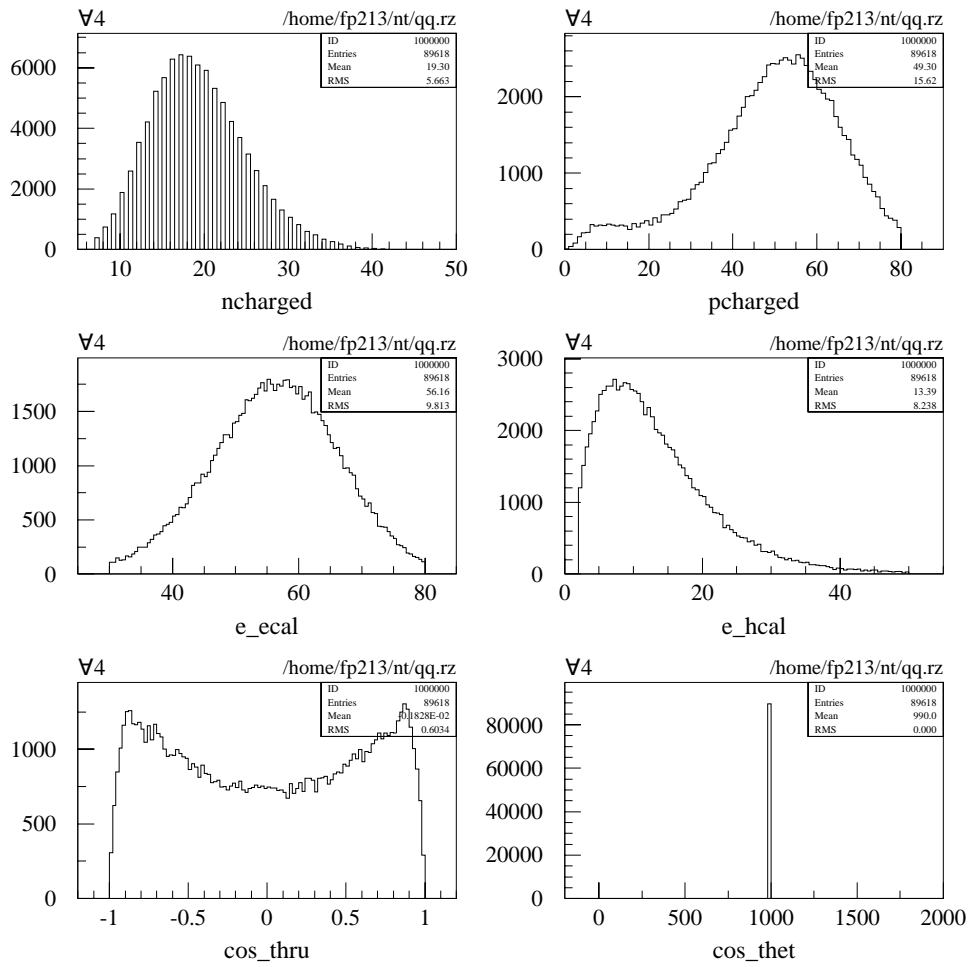 ∀4 /home/fp213/nt/qq.rz
ID 1000000
Entries 89618
Mean 19.30
RMS 5.663
6000
4000
2000
0
10 20 30 40 50
ncharged
∀4 /home/fp213/nt/qq.rz
ID 1000000
Entries 89618
Mean 49.30
RMS 15.62
2000
1000
0
0 20 40 60 80
pcharged
∀4 /home/fp213/nt/qq.rz
ID 1000000
Entries 89618
Mean 56.16
RMS 9.813
1500
1000
500
0
40 60 80
e_ecal
∀4 /home/fp213/nt/qq.rz
ID 1000000
Entries 89618
Mean 13.39
RMS 8.238
3000
2000
1000
0
0 20 40
e_hcal
∀4 /home/fp213/nt/qq.rz
ID 1000000
Entries 89618
Mean -0.1828E-02
RMS 0.6034
1000
500
0
-1 -0.5 0 0.5 1
cos_thru
∀4 /home/fp213/nt/qq.rz
ID 1000000
Entries 89618
Mean 990.0
RMS 0.000
80000
60000
40000
20000
0
0 500 1000 1500 2000
cos_thet